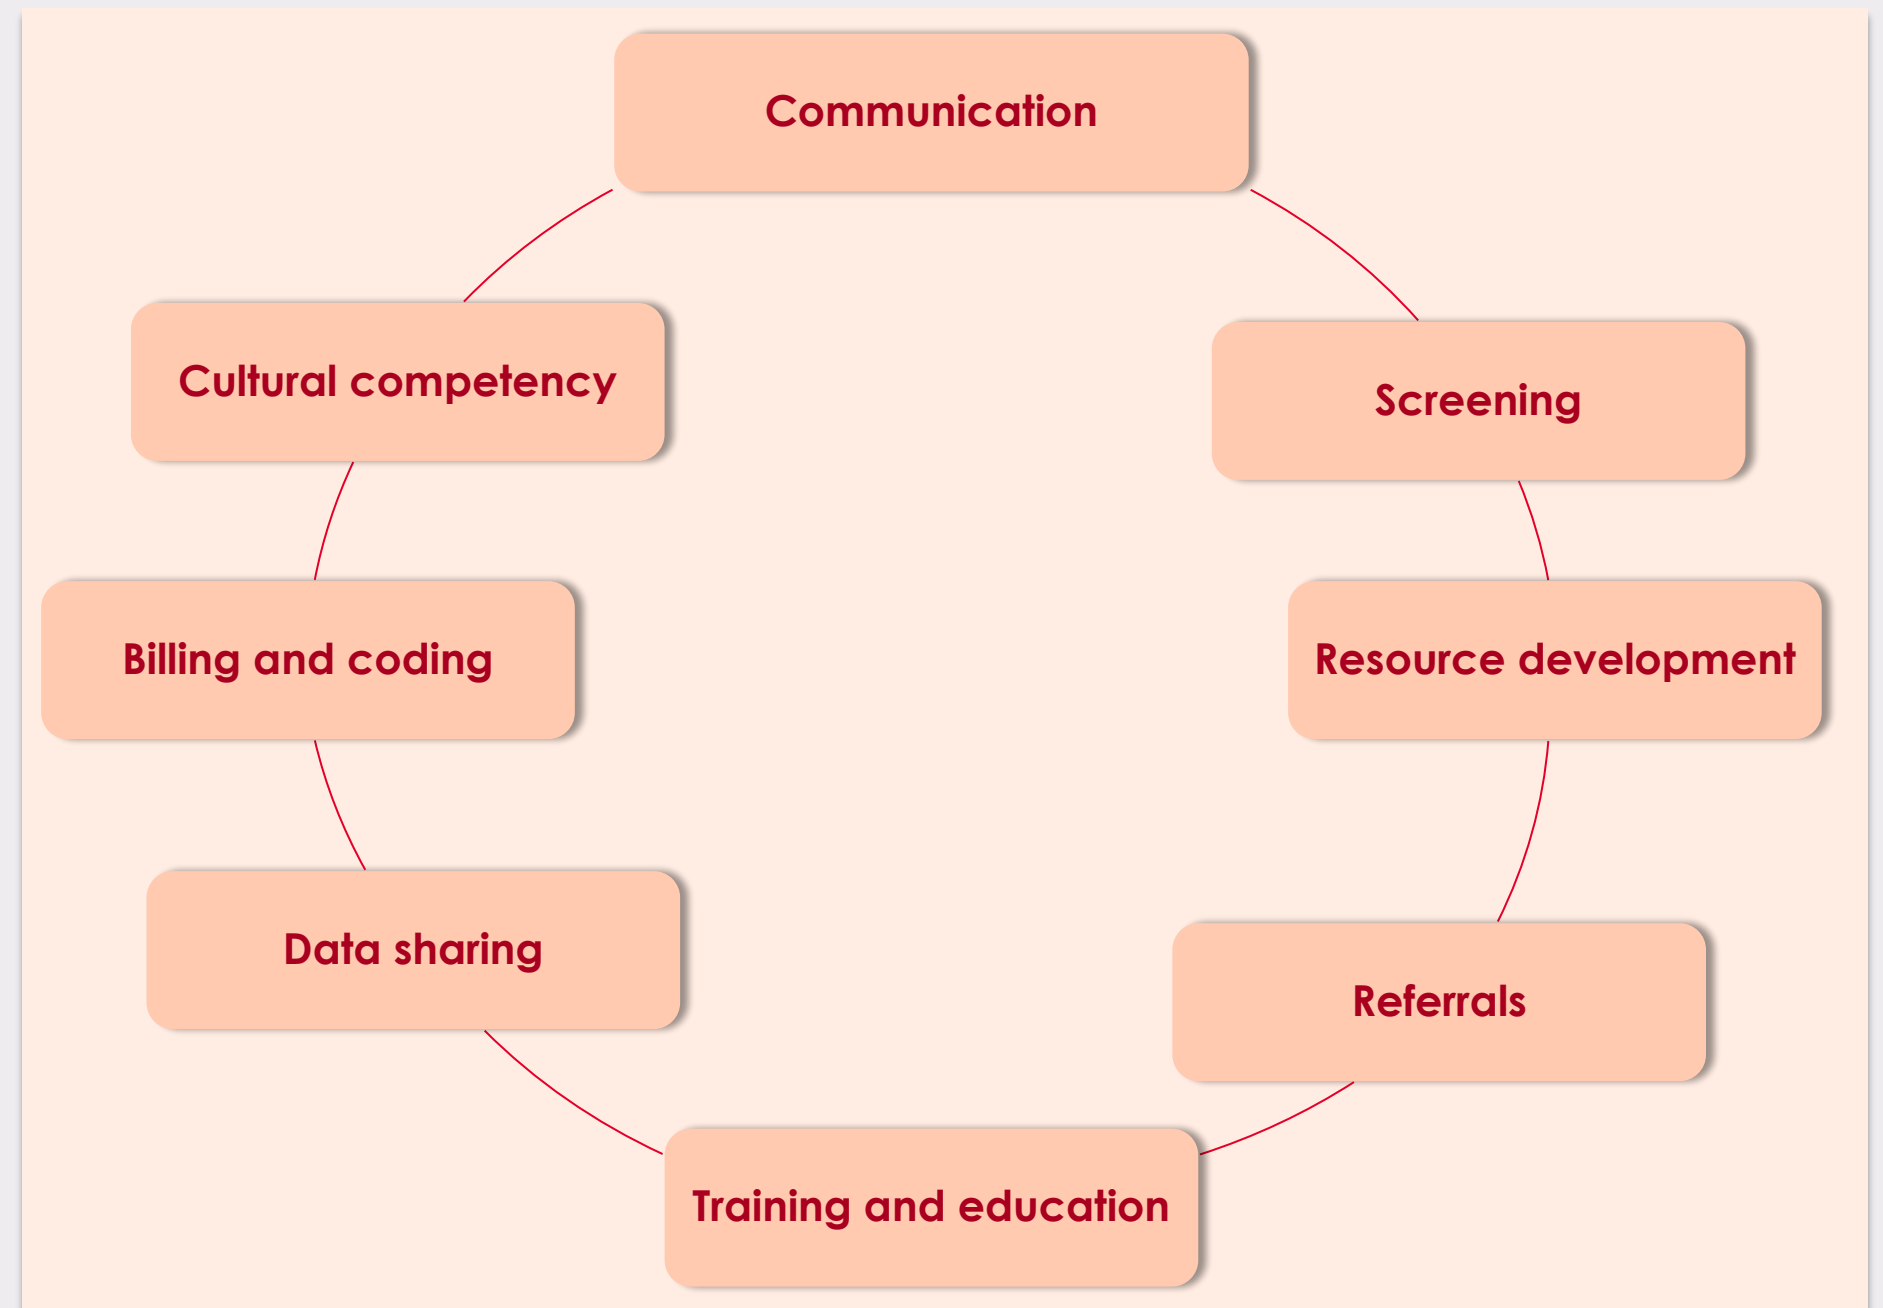 Communication
Cultural competency
Screening
Billing and coding
Resource development
Data sharing
Referrals
Training and education